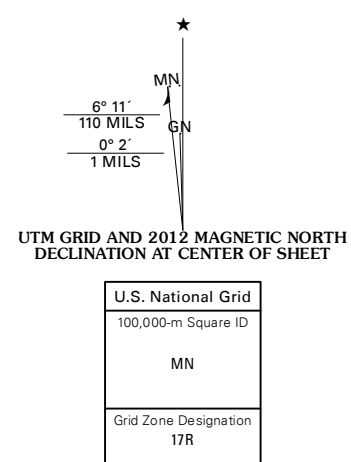 ★
MN
6° 11´
110 MILS
GN
0° 2´
1 MILS
UTM GRID AND 2012 MAGNETIC NORTH
DECLINATION AT CENTER OF SHEET
U.S. National Grid
100,000-m Square ID
MN
Grid Zone Designation
17R